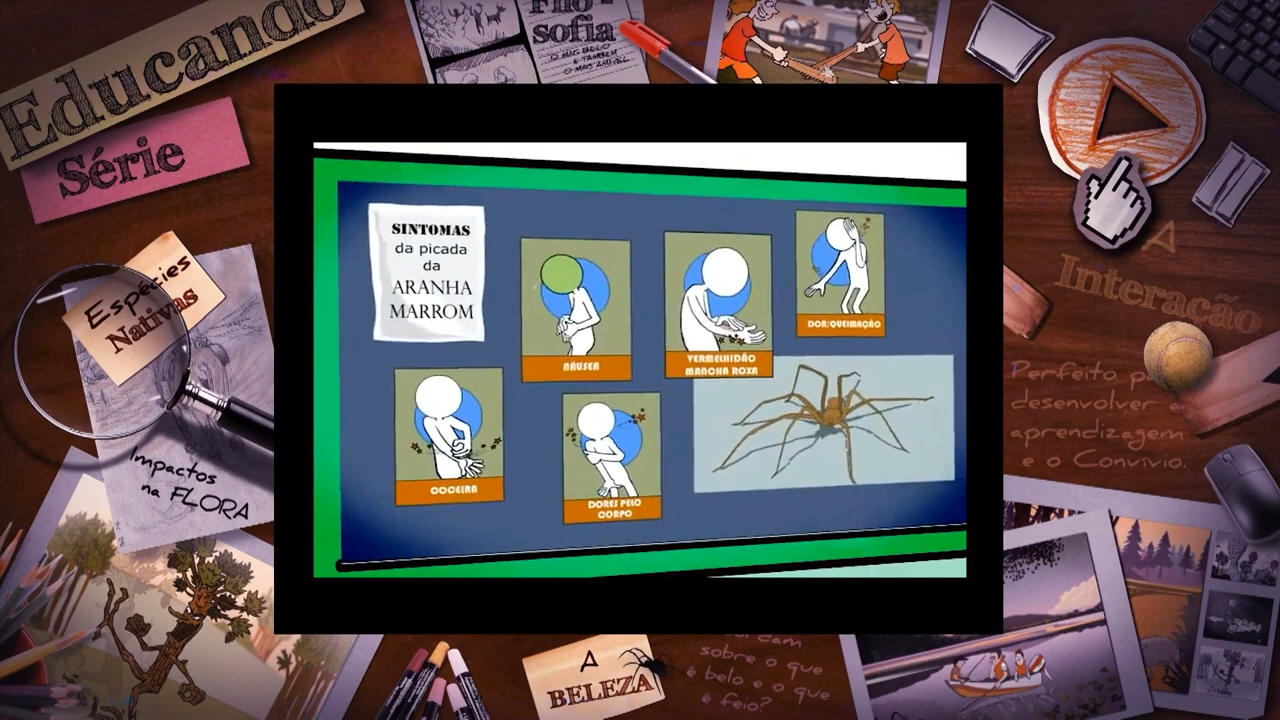 Educando
Série
Filo-
sofia
O MAIS BELO
E TAMBÉM
O MAIS AMÁVEL
Espécies
Nativas
Impactos
na FLORA
SINTOMAS
da picada
da
ARANHA
MARROM
NÁUSEA
VERMELHIDÃO
MANCHA ROXA
DOR/QUEIMAÇÃO
COCEIRA
DORES PELO
CORPO
A
Interação
Perfeito
desenvolver a
aprendizagem
e o Convívio.
A
BELEZA
sobre o que
é belo e o que
é feio?